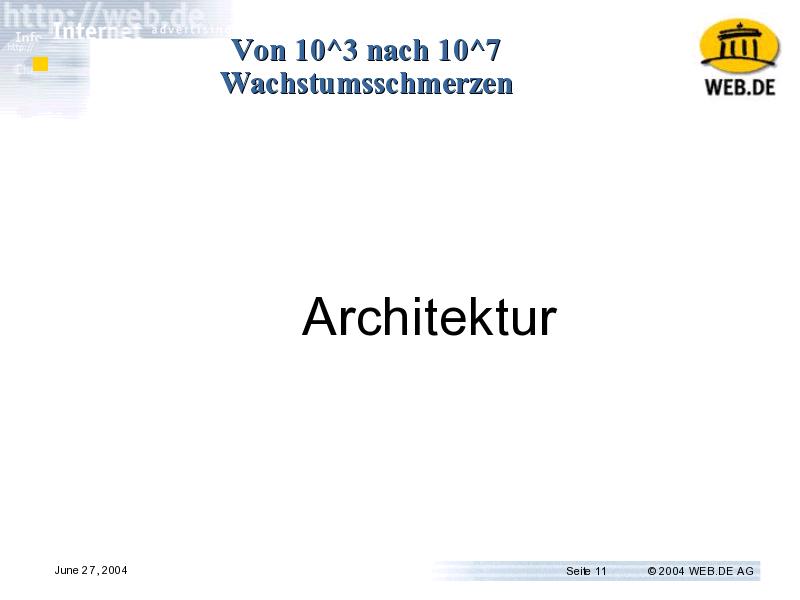 http://web.de
Internet advertising
Info
http://
Von 10^3 nach 10^7
Wachstumsschmerzen
WEB.DE
Architektur
June 27, 2004
Seite 11
© 2004 WEB.DE AG